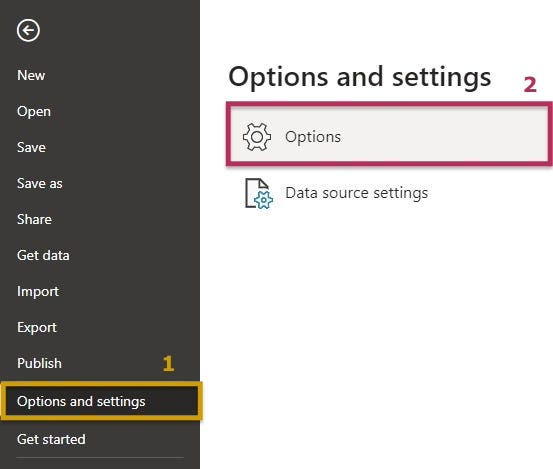 New
Open
Save
Save as
Share
Get data
Import
Export
Publish
1
Options and settings
Get started
Options and settings
2
Options
Data source settings